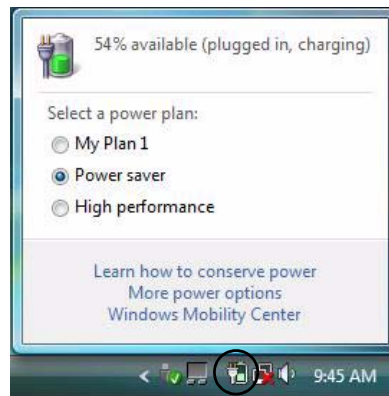 54% available (plugged in, charging)
Select a power plan:
My Plan 1
Power saver
High performance
Learn how to conserve power
More power options
Windows Mobility Center
9:45 AM